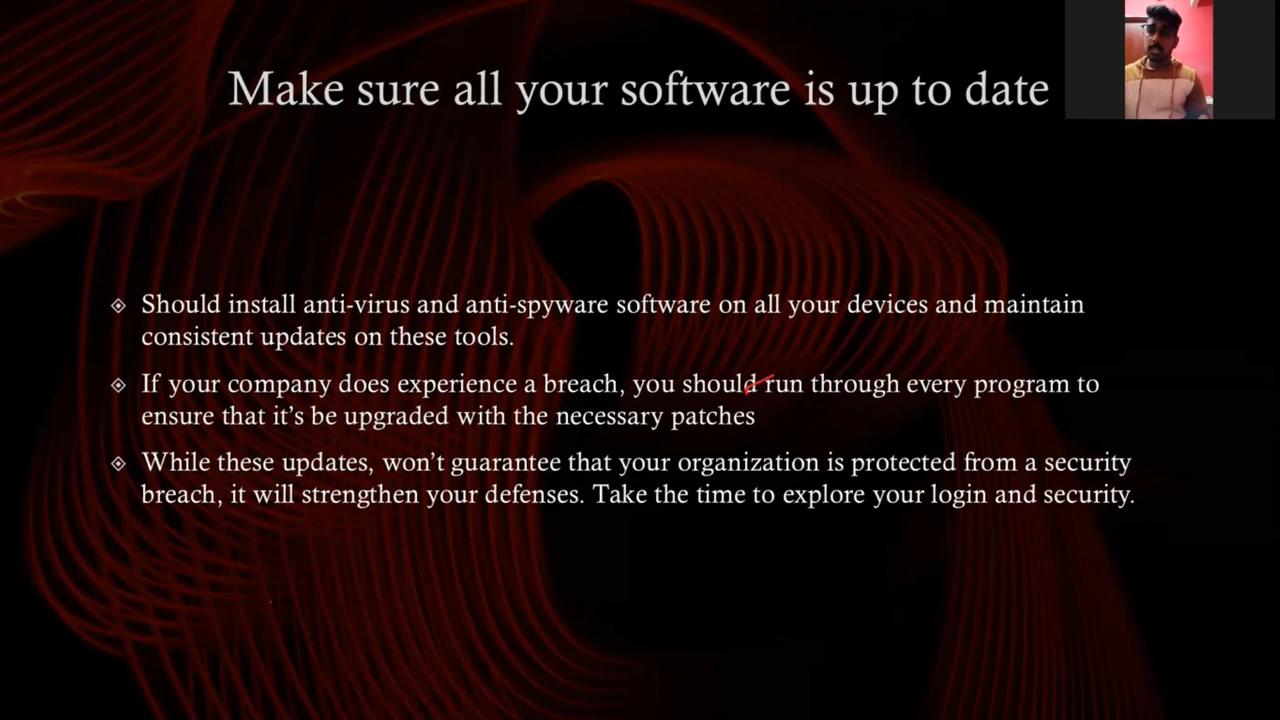 Make sure all your software is up to date
Should install anti-virus and anti-spyware software on all your devices and maintain
consistent updates on these tools.
If your company does experience a breach, you should run through every program to
ensure that it’s be upgraded with the necessary patches
While these updates, won’t guarantee that your organization is protected from a security
breach, it will strengthen your defenses. Take the time to explore your login and security.